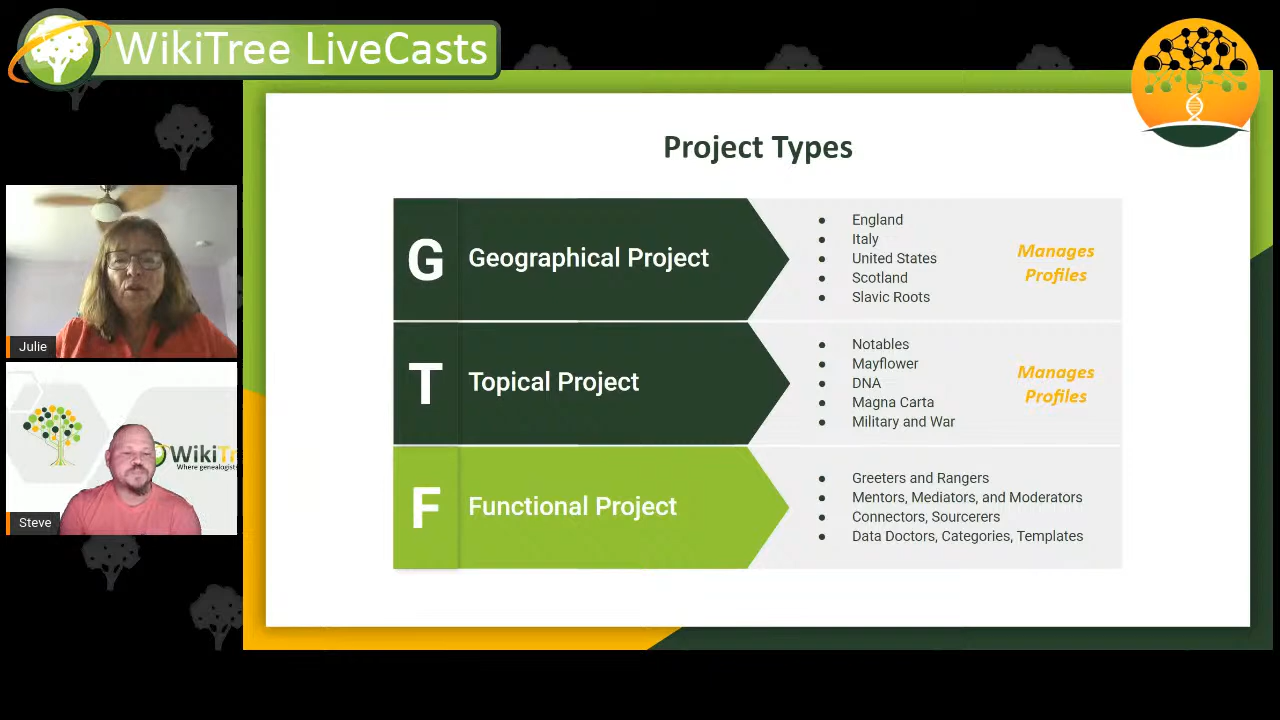 WikiTree LiveCasts
Project Types
G
Geographical Project
● England
● Italy
● United States
● Scotland
● Slavic Roots
Manages
Profiles
T
Topical Project
● Notables
● Mayflower
● DNA
● Magna Carta
● Military and War
Manages
Profiles
F
Functional Project
● Greeters and Rangers
● Mentors, Mediators, and Moderators
● Connectors, Sourcerers
● Data Doctors, Categories, Templates
Julie
WikiTr
Where genealogists
Steve